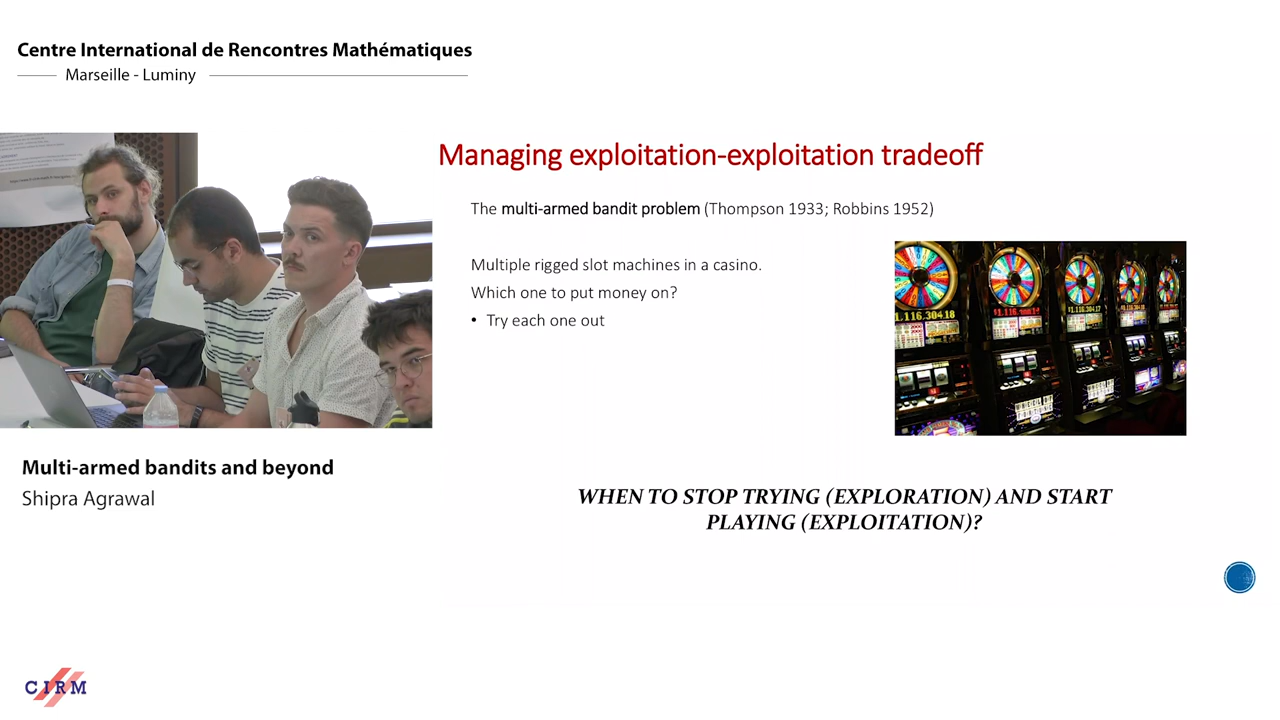 Centre International de Rencontres Mathématiques
Marseille - Luminy
Managing exploitation-exploitation tradeoff
The multi-armed bandit problem (Thompson 1933; Robbins 1952)
Multiple rigged slot machines in a casino.
Which one to put money on?
• Try each one out
WHEN TO STOP TRYING (EXPLORATION) AND START
PLAYING (EXPLOITATION)?
Multi-armed bandits and beyond
Shipra Agrawal
CIRM